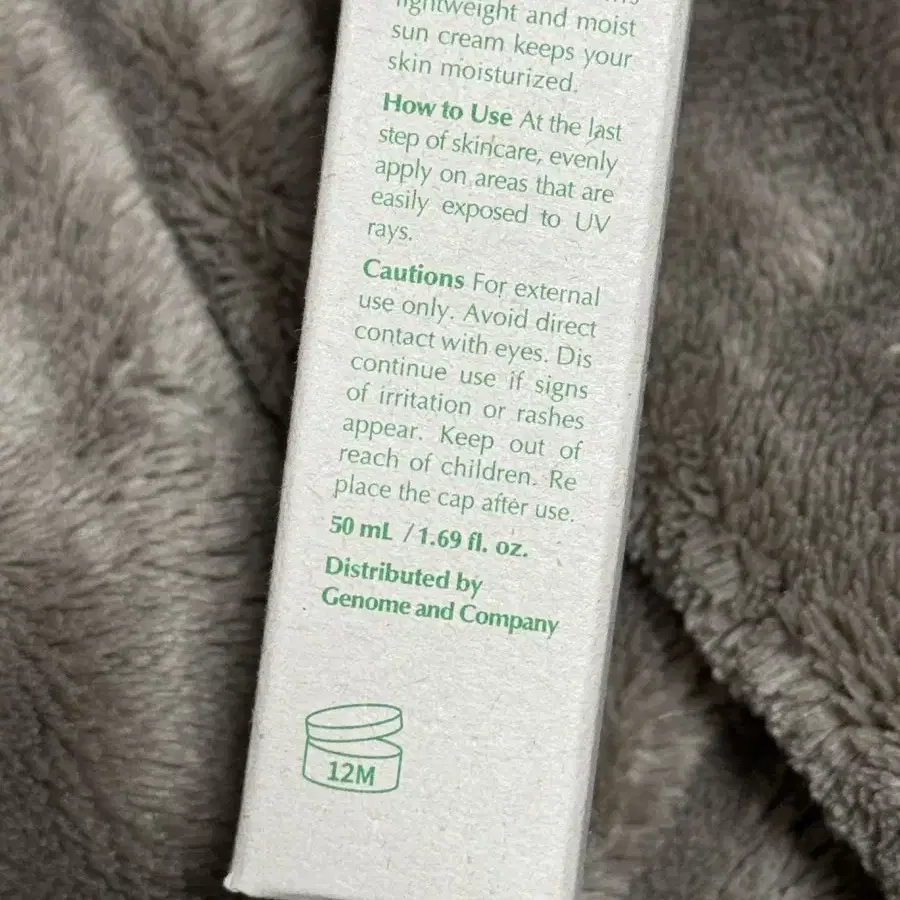 lightweight and moist
sun cream keeps your
skin moisturized.
How to Use At the last
step of skincare, evenly
apply on areas that are
easily exposed to UV
rays.
Cautions For external
use only. Avoid direct
contact with eyes. Dis
continue use if signs
of irritation or rashes
appear. Keep out of
reach of children. Re
place the cap after use.
50 mL / 1.69 fl. oz.
Distributed by
Genome and Company
12M